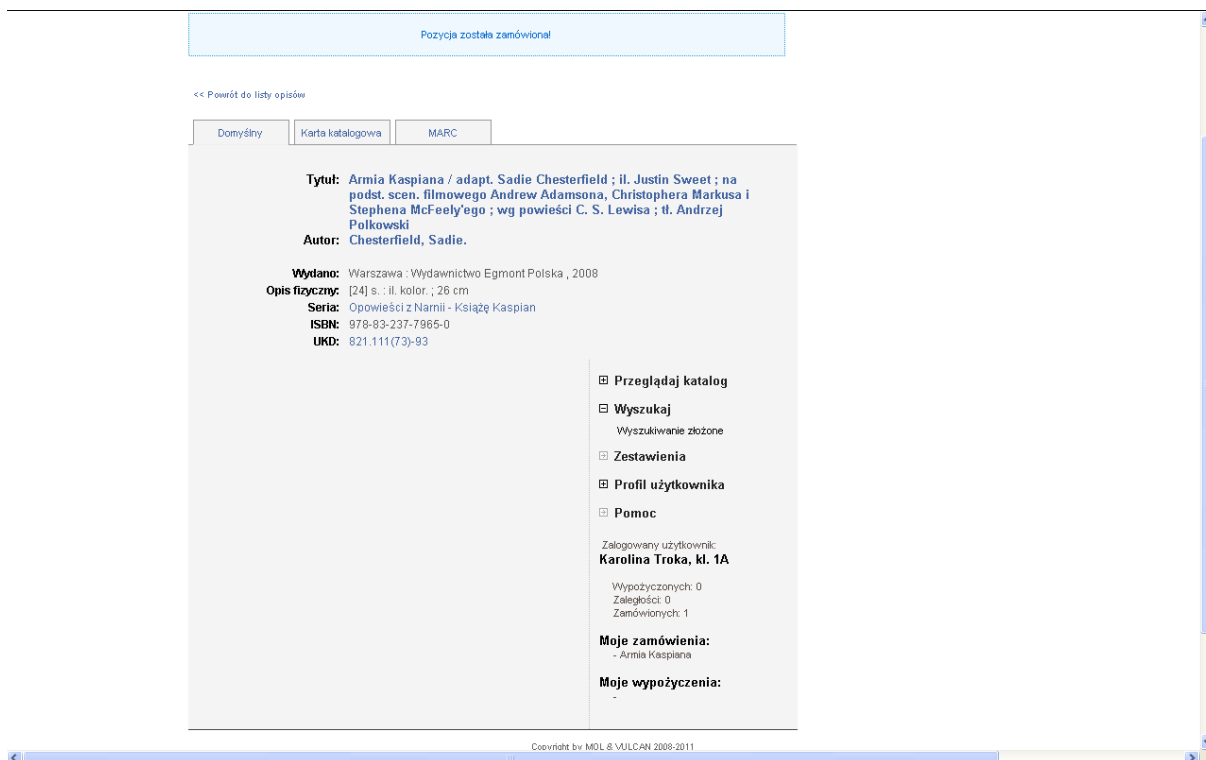 Pozycja została zamówiona!
<< Powrót do listy opisów
Domyślny Karta katalogowa MARC
Tytuł: Armia Kaspiana / adapt. Sadie Chesterfield ; il. Justin Sweet ; na
podst. scen. filmowego Andrew Adamsona, Christophera Markusa i
Stephena McFeely'ego ; wg powieści C. S. Lewisa ; tł. Andrzej
Polkowski
Autor: Chesterfield, Sadie.
Wydano: Warszawa : Wydawnictwo Egmont Polska , 2008
Opis fizyczny: [24] s. : il. kolor. ; 26 cm
Seria: Opowieści z Narnii - Książę Kaspian
ISBN: 978-83-237-7965-0
UKD: 821.111(73)-93
Przeglądaj katalog
Wyszukaj
Wyszukiwanie złożone
Zestawienia
Profil użytkownika
Pomoc
Zalogowany użytkownik:
Karolina Troka, kl. 1A
Wypożyczonych: 0
Zaległości: 0
Zamówionych: 1
Moje zamówienia:
- Armia Kaspiana
Moje wypożyczenia:
-
Copyright by MOL & VULCAN 2008-2011